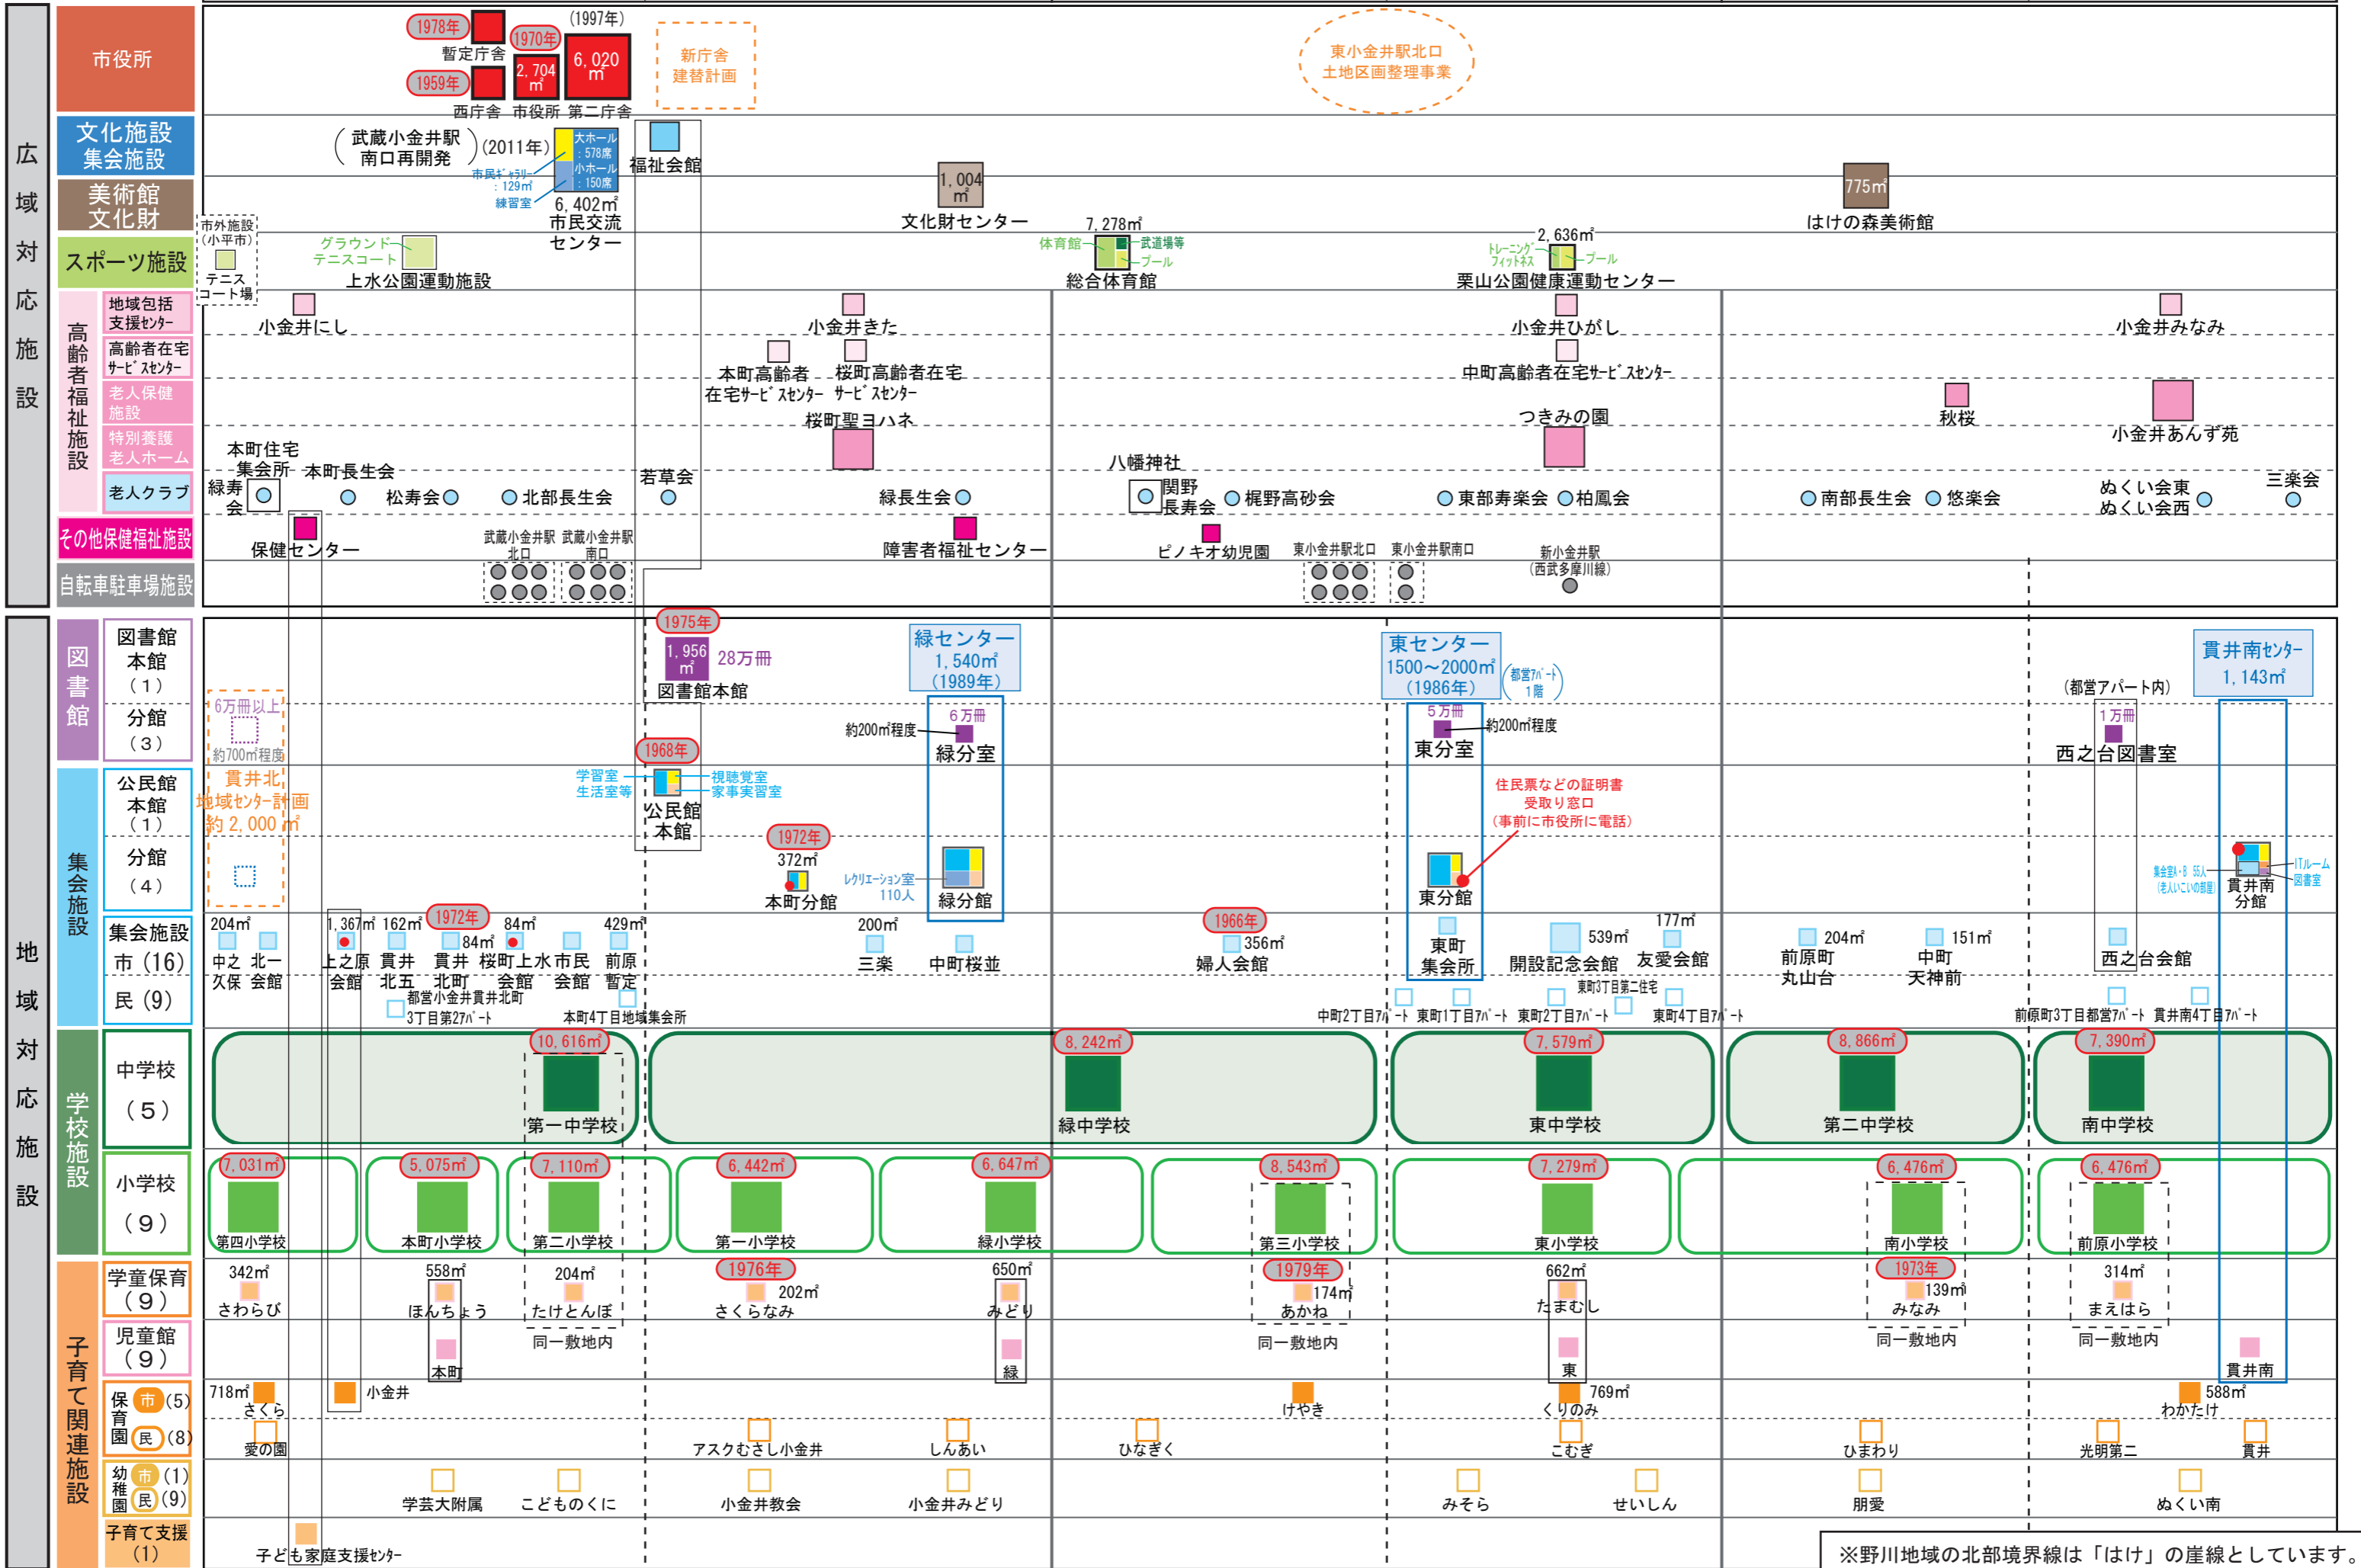 広域対応施設
市役所
1978年
暫定庁舎
1959年
西庁舎
1970年
2,704㎡
市役所
(1997年)
6,020㎡
第二庁舎
新庁舎
建替計画
東小金井駅北口
土地区画整理事業
文化施設
集会施設
武蔵小金井駅
南口再開発
(2011年)
大ホール
:578席
小ホール
:150席
市民ギャラリー
:129㎡
練習室
6,402㎡
市民交流
センター
福祉会館
美術館
文化財
1,004㎡
文化財センター
775㎡
はけの森美術館
スポーツ施設
市外施設
(小平市)
テニス
コート場
グラウンド
テニスコート
上水公園運動施設
7,278㎡
体育館
武道場等
プール
総合体育館
2,636㎡
トレーニング
フィットネス
プール
栗山公園健康運動センター
高齢者福祉施設
地域包括
支援センター
小金井にし
小金井きた
小金井ひがし
小金井みなみ
高齢者在宅
サービスセンター
本町高齢者
在宅サービスセンター
桜町高齢者在宅
サービスセンター
中町高齢者在宅サービスセンター
老人保健
施設
秋桜
小金井あんず苑
特別養護
老人ホーム
桜町聖ヨハネ
つきみの園
老人クラブ
本町住宅
集会所
緑寿会
本町長生会
松寿会
北部長生会
若草会
緑長生会
八幡神社
関野
長寿会
梶野高砂会
東部寿楽会
柏鳳会
南部長生会
悠楽会
ぬくい会東
ぬくい会西
三楽会
その他保健福祉施設
保健センター
障害者福祉センター
ピノキオ幼児園
自転車駐車場施設
武蔵小金井駅
北口
武蔵小金井駅
南口
東小金井駅北口
東小金井駅南口
新小金井駅
(西武多摩川線)
地域対応施設
図書館
図書館
本館
(1)
1975年
1,956㎡
28万冊
図書館本館
緑センター
1,540㎡
(1989年)
東センター
1500～2000㎡
(1986年)
都営アパート
1階
貫井南センター
1,143㎡
分館
(3)
6万冊以上
約700㎡程度
6万冊
約200㎡程度
緑分室
5万冊
約200㎡程度
東分室
(都営アパート内)
1万冊
西之台図書室
集会施設
公民館
本館
(1)
貫井北
地域センター計画
約2,000㎡
1968年
学習室
生活室等
視聴覚室
家事実習室
公民館
本館
住民票などの証明書
受取り窓口
(事前に市役所に電話)
分館
(4)
1972年
372㎡
本町分館
レクリエーション室
110人
緑分館
東分館
集会室A・B 55人
(老人いこいの部屋)
ITルーム
図書室
貫井南
分館
集会施設
市(16)
民(9)
204㎡
中之
久保
北一
会館
1,367㎡
上之原
会館
162㎡
貫井
北五
1972年
84㎡
貫井
北町
84㎡
桜町上水
会館
市民
会館
429㎡
前原
暫定
200㎡
三楽
中町桜並
1966年
356㎡
婦人会館
東町
集会所
539㎡
開設記念会館
177㎡
友愛会館
204㎡
前原町
丸山台
151㎡
中町
天神前
西之台会館
都営小金井貫井北町
3丁目第2アパート
本町4丁目地域集会所
中町2丁目アパート
東町1丁目アパート
東町2丁目アパート
東町3丁目第二住宅
東町4丁目アパート
前原町3丁目都営アパート
貫井南4丁目アパート
学校施設
中学校
(5)
10,616㎡
第一中学校
8,242㎡
緑中学校
7,579㎡
東中学校
8,866㎡
第二中学校
7,390㎡
南中学校
小学校
(9)
7,031㎡
第四小学校
5,075㎡
本町小学校
7,110㎡
第二小学校
6,442㎡
第一小学校
6,647㎡
緑小学校
8,543㎡
第三小学校
7,279㎡
東小学校
6,476㎡
南小学校
6,476㎡
前原小学校
子育て関連施設
学童保育
(9)
342㎡
さわらび
558㎡
ほんちょう
204㎡
たけとんぼ
1976年
202㎡
さくらなみ
650㎡
みどり
1979年
174㎡
あかね
662㎡
たまむし
1973年
139㎡
みなみ
314㎡
まえはら
児童館
(9)
本町
同一敷地内
緑
同一敷地内
東
同一敷地内
同一敷地内
貫井南
保育園
市(5)
民(8)
718㎡
さくら
小金井
けやき
769㎡
くりのみ
588㎡
わかたけ
愛の園
アスクむさし小金井
しんあい
ひなぎく
こむぎ
ひまわり
光明第二
貫井
幼稚園
市(1)
民(9)
学芸大附属
こどものくに
小金井教会
小金井みどり
みそら
せいしん
朋愛
ぬくい南
子育て支援
(1)
子ども家庭支援センター
※野川地域の北部境界線は「はけ」の崖線としています。